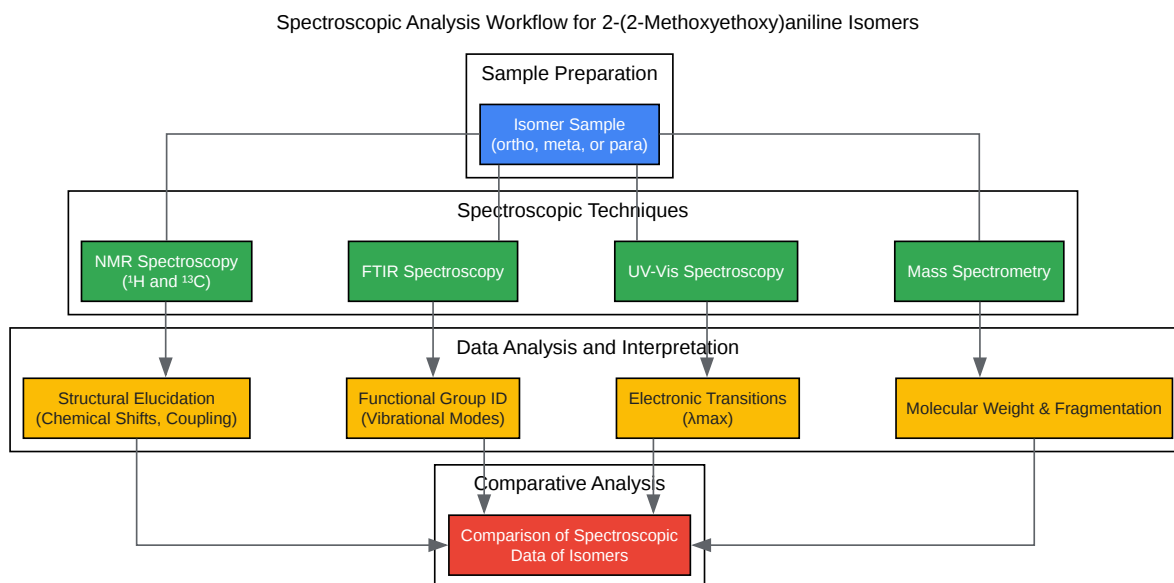 Spectroscopic Analysis Workflow for 2-(2-Methoxyethoxy)aniline Isomers
Sample Preparation
Isomer Sample
(ortho, meta, or para)
Spectroscopic Techniques
NMR Spectroscopy
(¹H and ¹³C)
FTIR Spectroscopy
UV-Vis Spectroscopy
Mass Spectrometry
Data Analysis and Interpretation
Structural Elucidation
(Chemical Shifts, Coupling)
Functional Group ID
(Vibrational Modes)
Electronic Transitions
(λmax)
Molecular Weight & Fragmentation
Comparative Analysis
Comparison of Spectroscopic
Data of Isomers